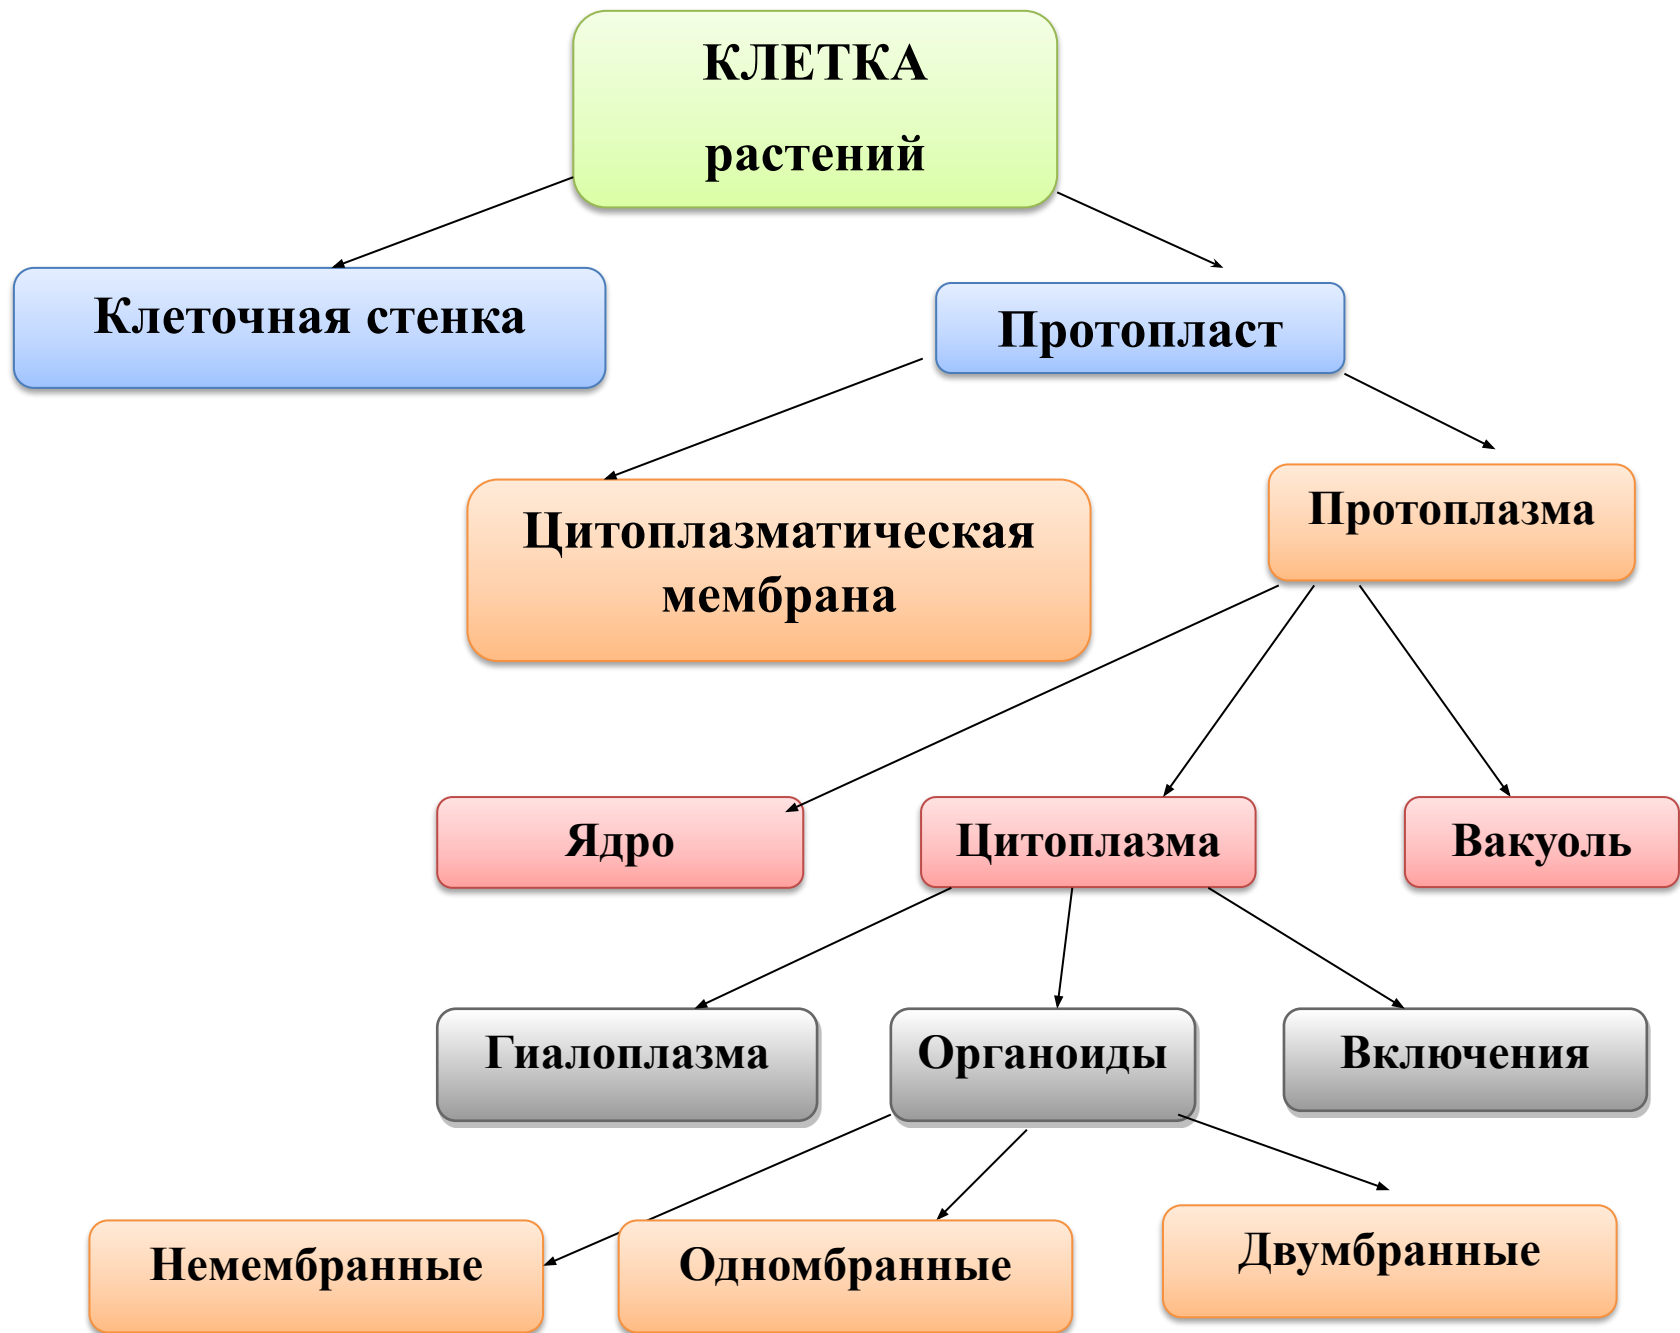 КЛЕТКА
растений
Клеточная стенка
Протопласт
Цитоплазматическая
мембрана
Протоплазма
Ядро
Цитоплазма
Вакуоль
Гиалоплазма
Органоиды
Включения
Немембранные
Одномбранные
Двумбранные